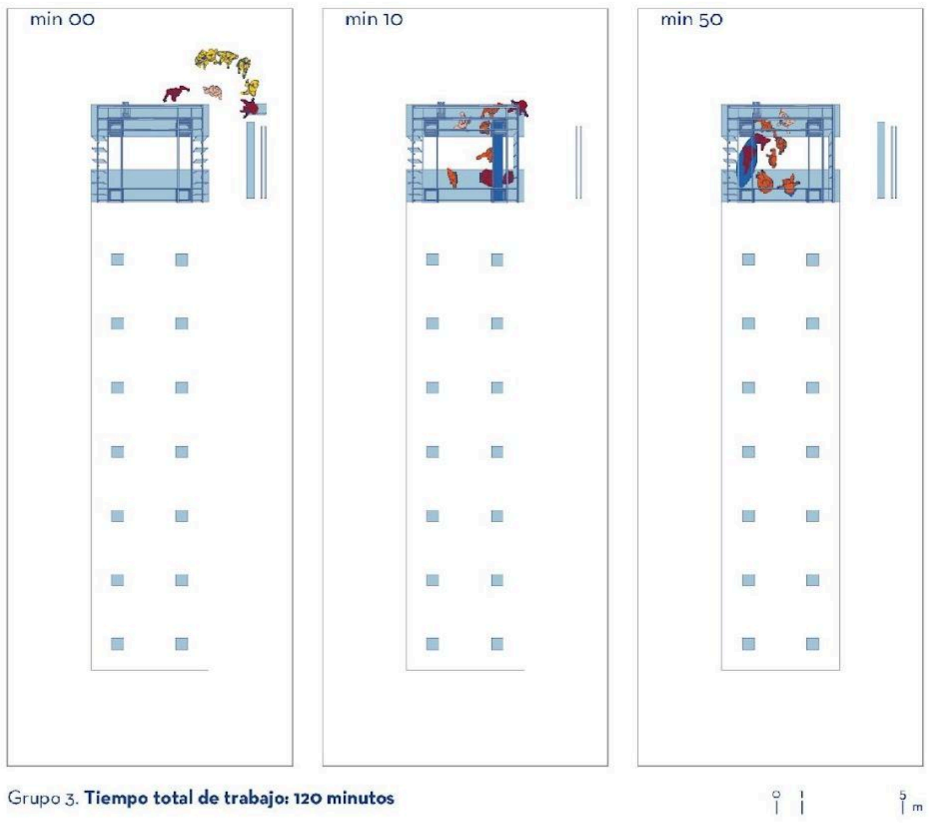 min 00
min 10
min 50
Grupo 3. Tiempo total de trabajo: 120 minutos
0 1 5 m